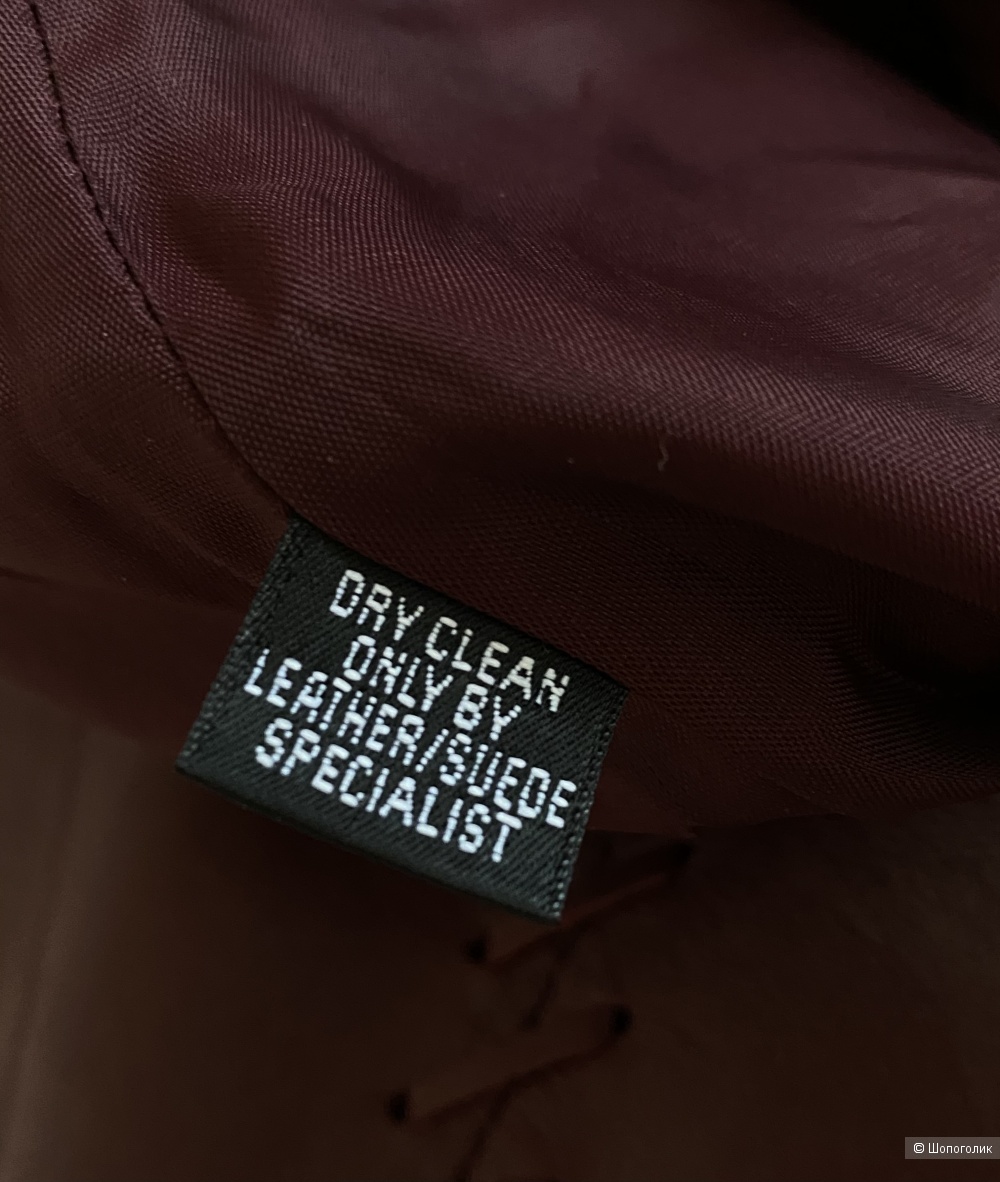 DRY CLEAN
ONLY BY
LEATHER/SUEDE
SPECIALIST
© Шопоголик